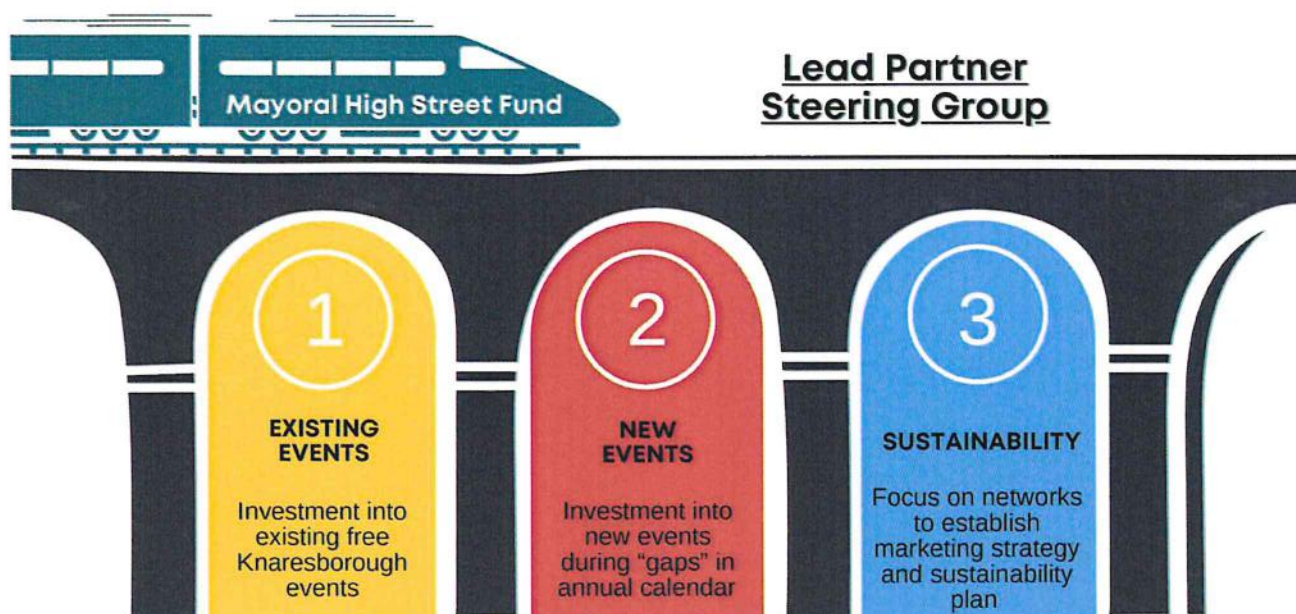 Mayoral High Street Fund
Lead Partner
Steering Group
1
EXISTING
EVENTS
Investment into
existing free
Knaresborough
events
2
NEW
EVENTS
Investment into
new events
during “gaps” in
annual calendar
3
SUSTAINABILITY
Focus on networks
to establish
marketing strategy
and sustainability
plan